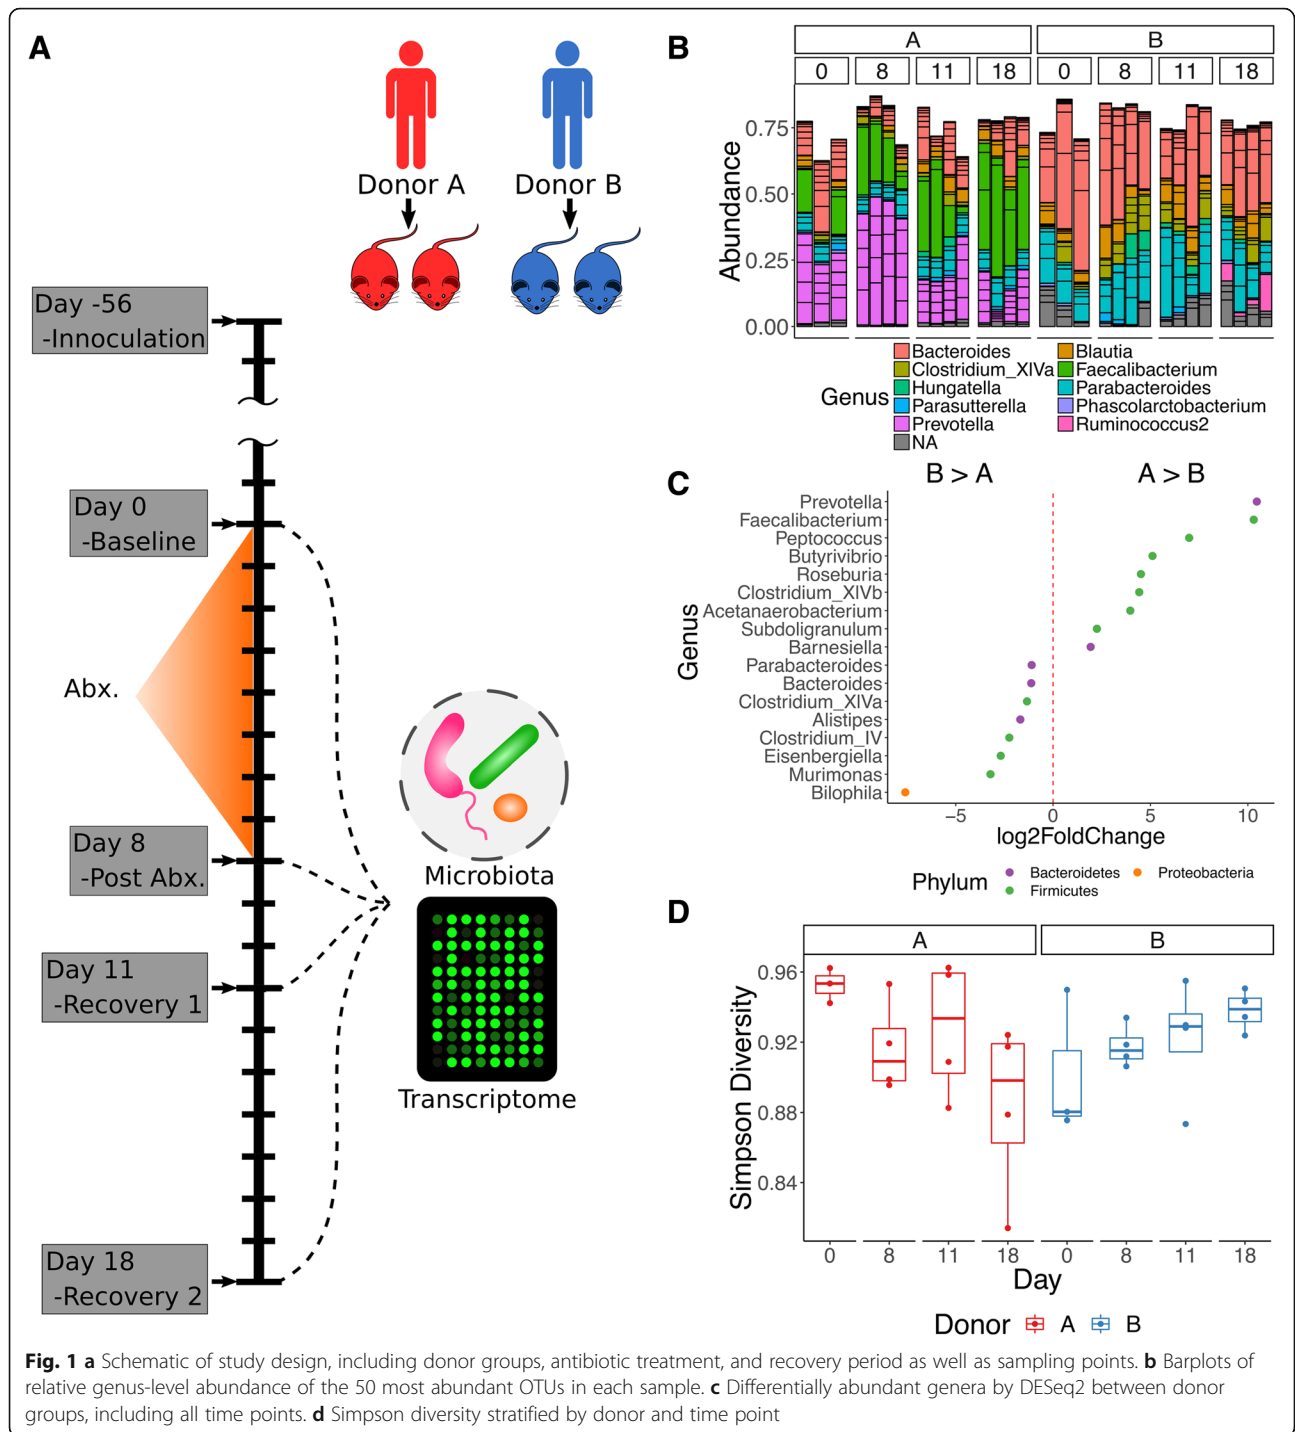 A
Donor A
Donor B
Day -56
-Innoculation
Day 0
-Baseline
Abx.
Day 8
-Post Abx.
Day 11
-Recovery 1
Day 18
-Recovery 2
Microbiota
Transcriptome
B
A B
0 8 11 18 0 8 11 18
Abundance
0.75
0.50
0.25
0.00
Genus
Bacteroides Blautia
Clostridium_XIVa Faecalibacterium
Hungatella Parabacteroides
Parasutterella Phascolarctobacterium
Prevotella Ruminococcus2
NA
C
B > A A > B
Genus
Prevotella
Faecalibacterium
Peptococcus
Butyrivibrio
Roseburia
Clostridium_XIVb
Acetanaerobacterium
Subdoligranulum
Barnesiella
Parabacteroides
Bacteroides
Clostridium_XIVa
Alistipes
Clostridium_IV
Eisenbergiella
Murimonas
Bilophila
−5 0 5 10
log2FoldChange
Phylum
Bacteroidetes Proteobacteria
Firmicutes
D
A B
Simpson Diversity
0.96
0.92
0.88
0.84
0 8 11 18 0 8 11 18
Day
Donor A B
Fig. 1 a Schematic of study design, including donor groups, antibiotic treatment, and recovery period as well as sampling points. b Barplots of
relative genus-level abundance of the 50 most abundant OTUs in each sample. c Differentially abundant genera by DESeq2 between donor
groups, including all time points. d Simpson diversity stratified by donor and time point